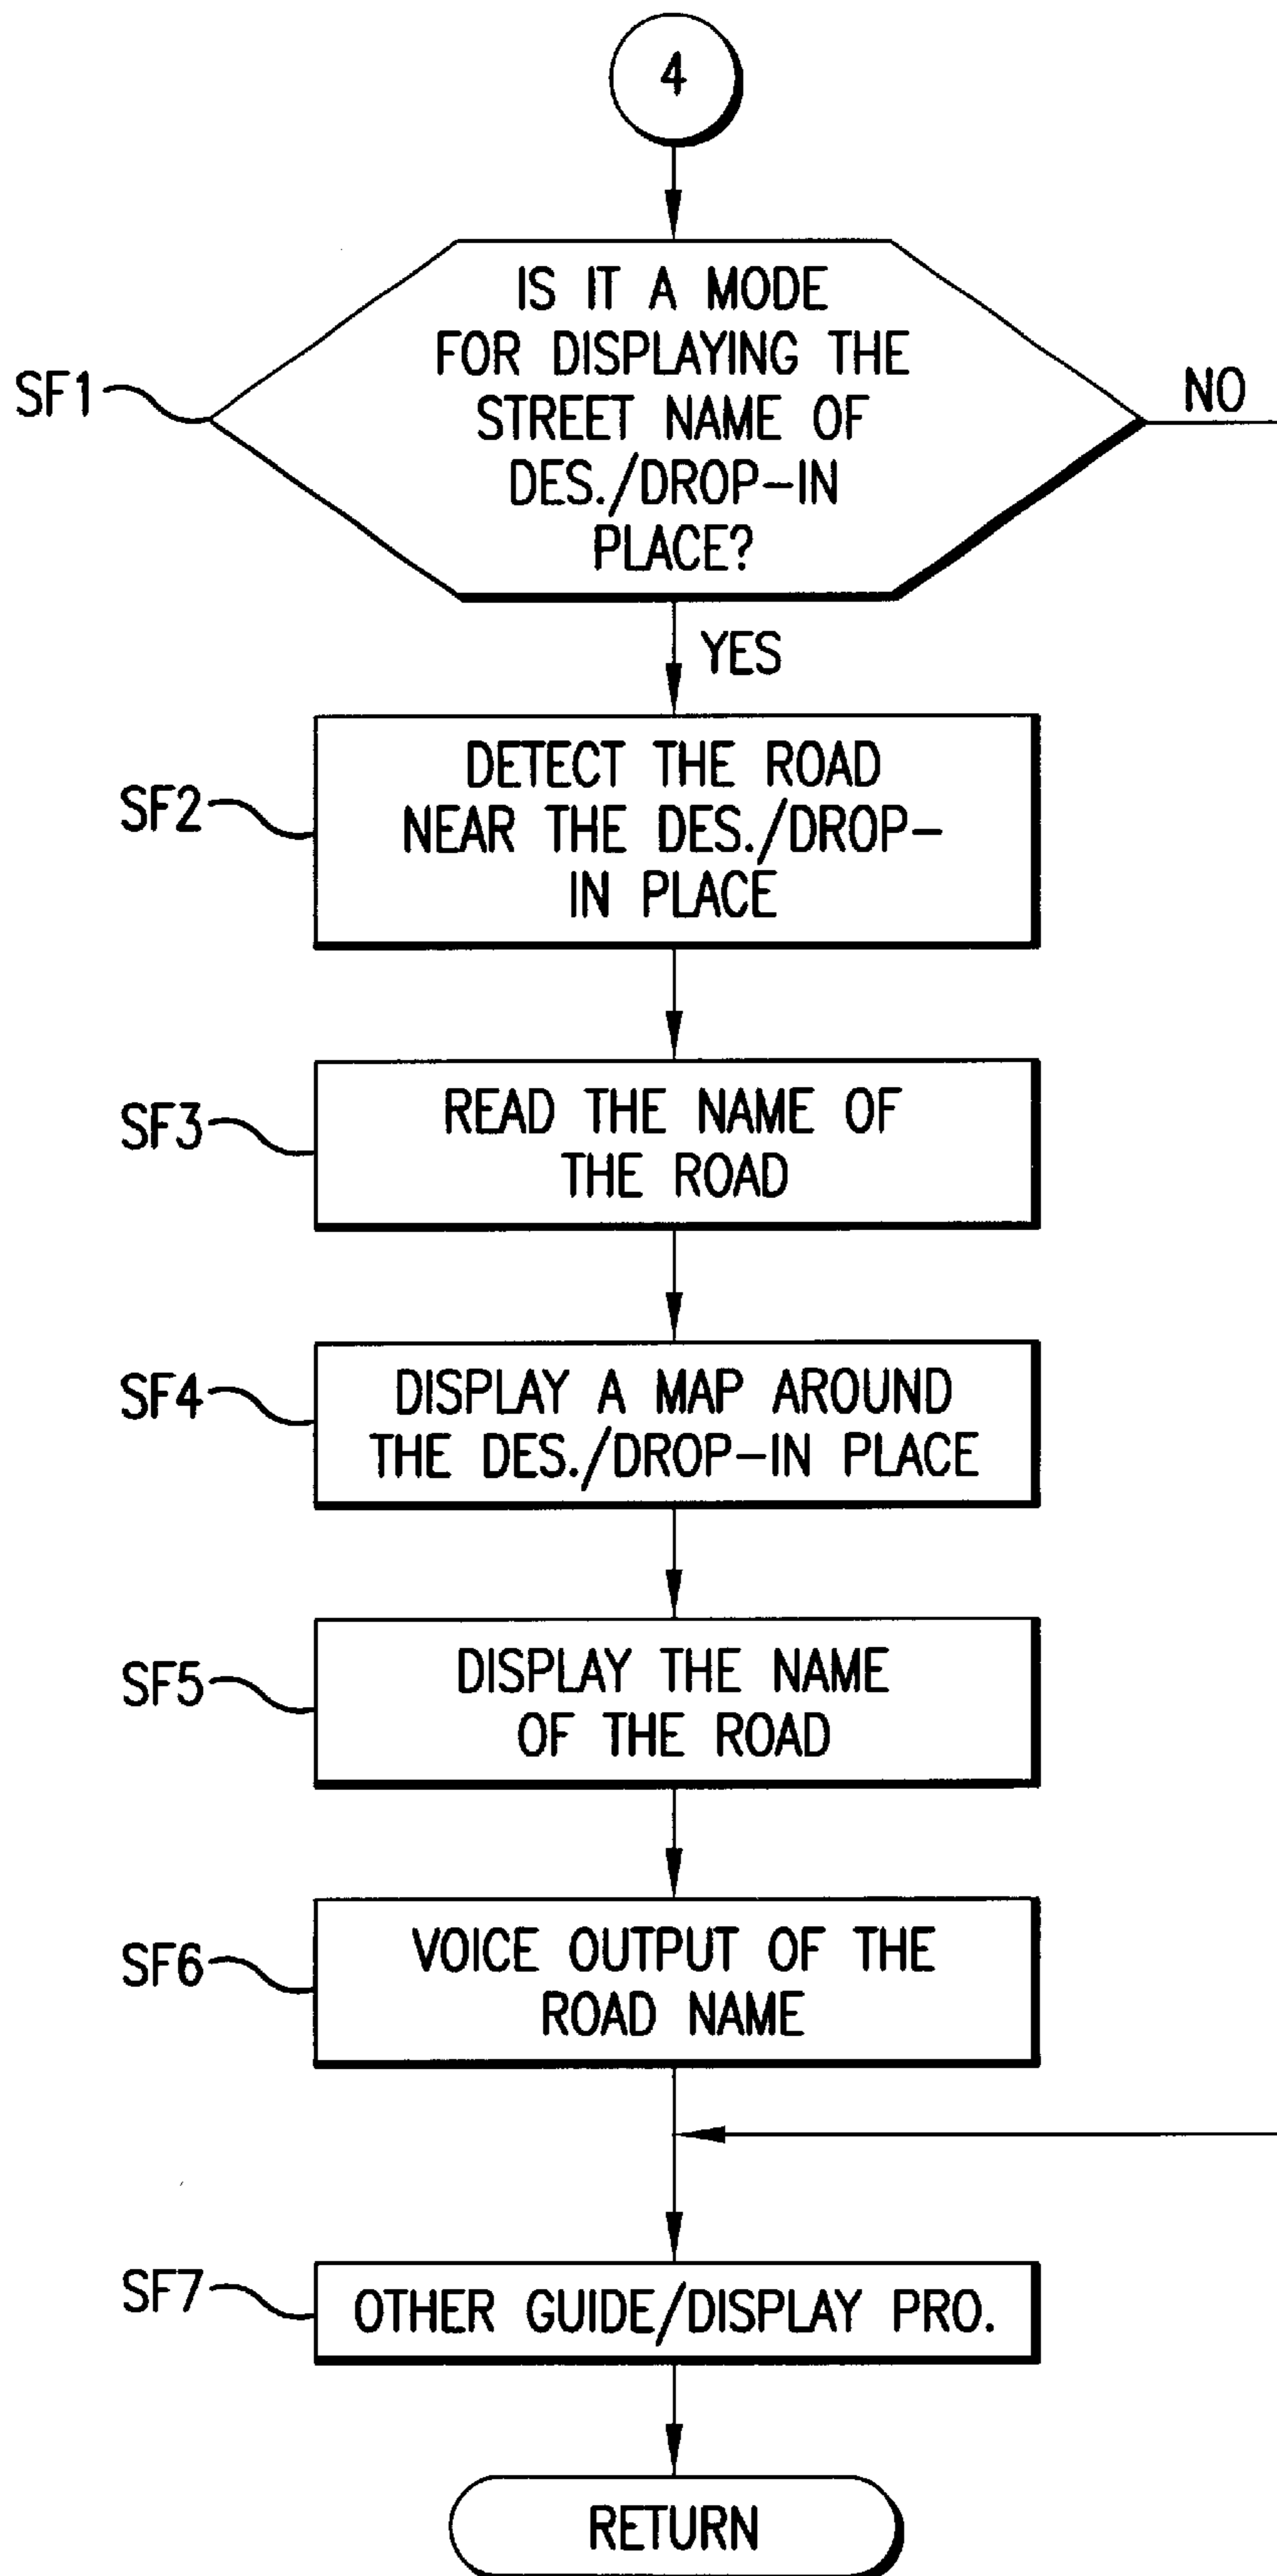 4
IS IT A MODE
FOR DISPLAYING THE
STREET NAME OF
DES./DROP-IN
PLACE?
SF1
NO
YES
SF2
DETECT THE ROAD
NEAR THE DES./DROP-
IN PLACE
SF3
READ THE NAME OF
THE ROAD
SF4
DISPLAY A MAP AROUND
THE DES./DROP-IN PLACE
SF5
DISPLAY THE NAME
OF THE ROAD
SF6
VOICE OUTPUT OF THE
ROAD NAME
SF7
OTHER GUIDE/DISPLAY PRO.
RETURN